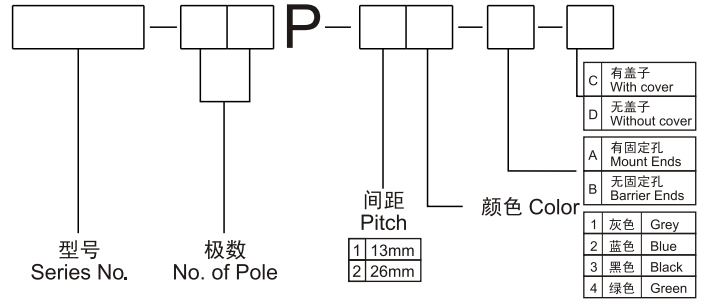 P
C 有盖子
With cover
D 无盖子
Without cover
A 有固定孔
Mount Ends
B 无固定孔
Barrier Ends
间距
Pitch
1 13mm
2 26mm
颜色 Color
1 灰色 Grey
2 蓝色 Blue
3 黑色 Black
4 绿色 Green
型号
Series No.
极数
No. of Pole